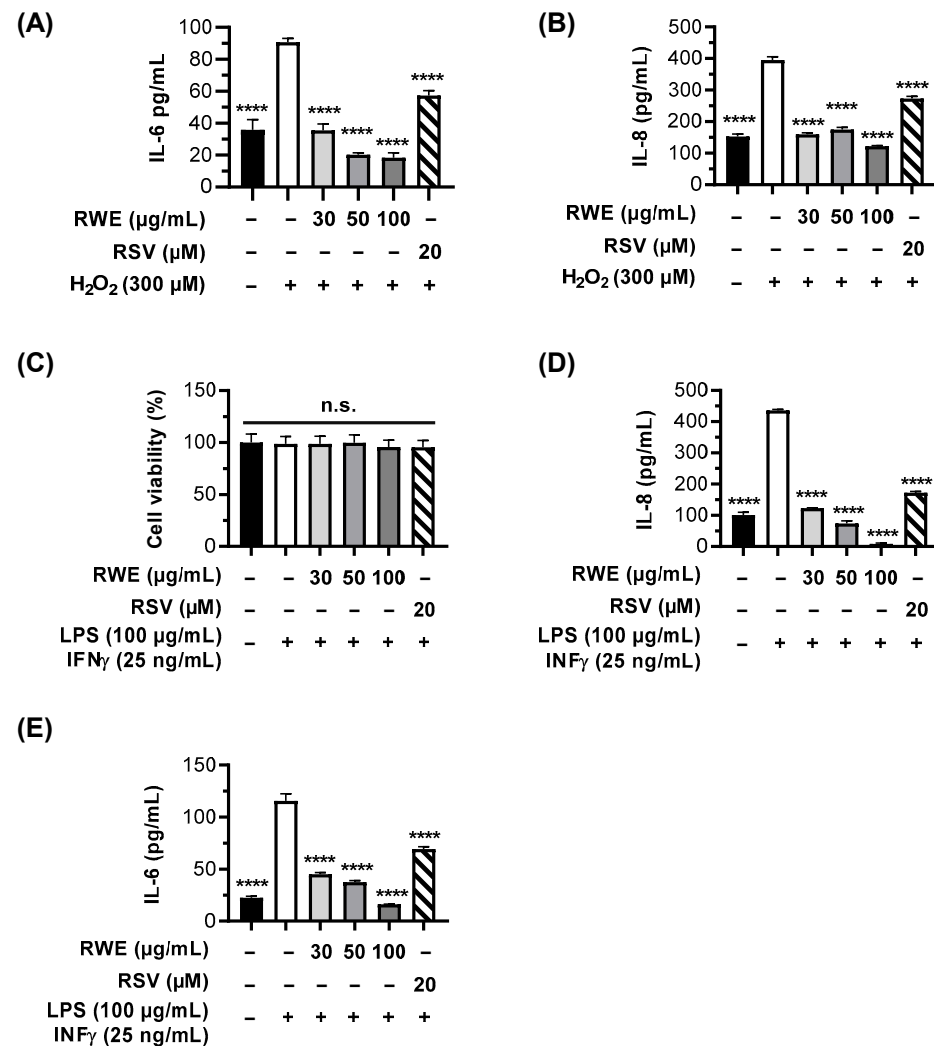 (A)
100
80
60
40
20
0
IL-6 pg/mL
**** **** **** **** ****
RWE (µg/mL) – – 30 50 100 –
RSV (µM) – – – – – 20
H₂O₂ (300 µM) – + + + + +
(B)
500
400
300
200
100
0
IL-8 (pg/mL)
**** **** **** **** ****
RWE (µg/mL) – – 30 50 100 –
RSV (µM) – – – – – 20
H₂O₂ (300 µM) – + + + + +
(C)
150
100
50
0
Cell viability (%)
n.s.
RWE (µg/mL) – – 30 50 100 –
RSV (µM) – – – – – 20
LPS (100 µg/mL) – + + + + +
IFNγ (25 ng/mL)
(D)
500
400
300
200
100
0
IL-8 (pg/mL)
**** **** **** **** ****
RWE (µg/mL) – – 30 50 100 –
RSV (µM) – – – – – 20
LPS (100 µg/mL) – + + + + +
INFγ (25 ng/mL)
(E)
150
100
50
0
IL-6 (pg/mL)
**** **** **** **** ****
RWE (µg/mL) – – 30 50 100 –
RSV (µM) – – – – – 20
LPS (100 µg/mL) – + + + + +
INFγ (25 ng/mL)